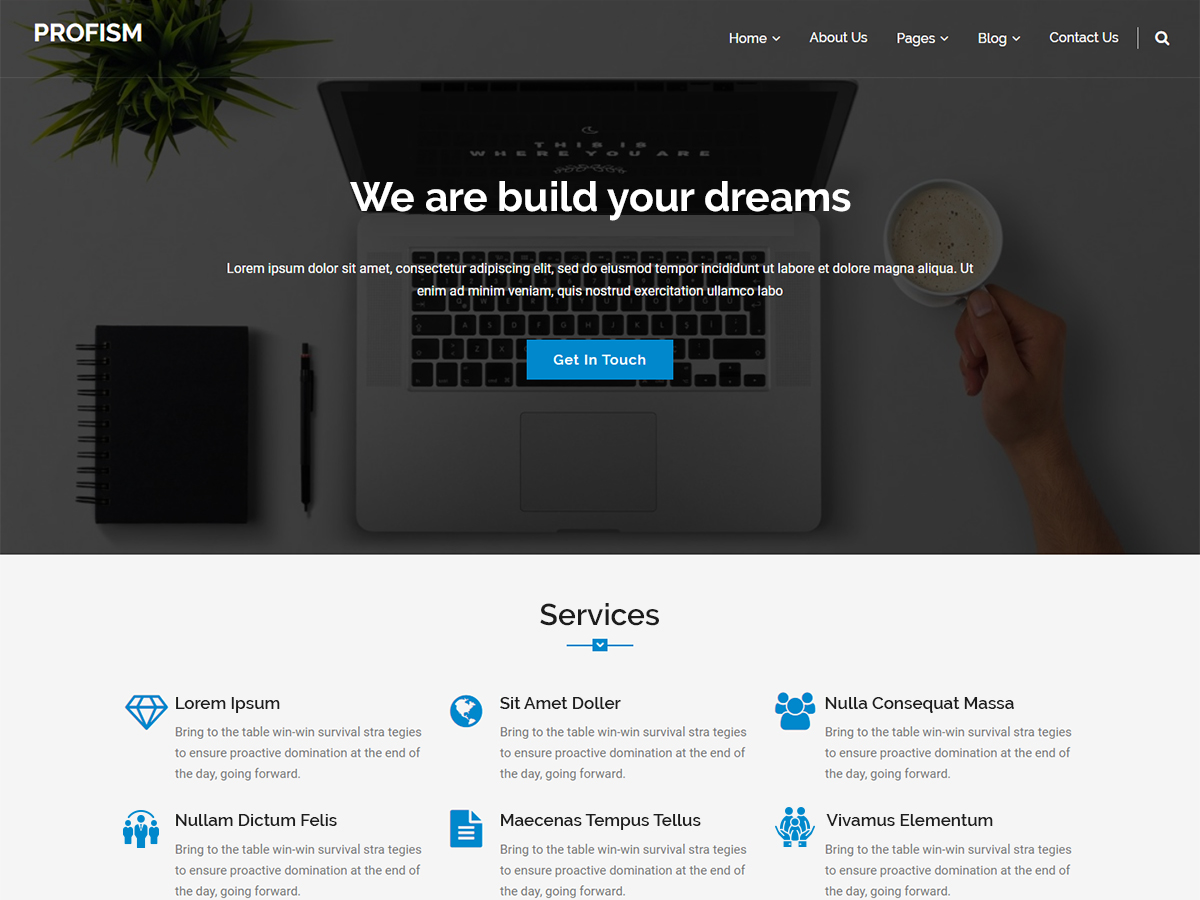 PROFISM
Home
About Us
Pages
Blog
Contact Us
THIS IS
WHERE YOU ARE
We are build your dreams
Lorem ipsum dolor sit amet, consectetur adipiscing elit, sed do eiusmod tempor incididunt ut labore et dolore magna aliqua. Ut
enim ad minim veniam, quis nostrud exercitation ullamco labo
Get In Touch
Services
Lorem Ipsum
Bring to the table win-win survival stra tegies
to ensure proactive domination at the end of
the day, going forward.
Sit Amet Doller
Bring to the table win-win survival stra tegies
to ensure proactive domination at the end of
the day, going forward.
Nulla Consequat Massa
Bring to the table win-win survival stra tegies
to ensure proactive domination at the end of
the day, going forward.
Nullam Dictum Felis
Bring to the table win-win survival stra tegies
to ensure proactive domination at the end of
the day, going forward.
Maecenas Tempus Tellus
Bring to the table win-win survival stra tegies
to ensure proactive domination at the end of
the day, going forward.
Vivamus Elementum
Bring to the table win-win survival stra tegies
to ensure proactive domination at the end of
the day, going forward.